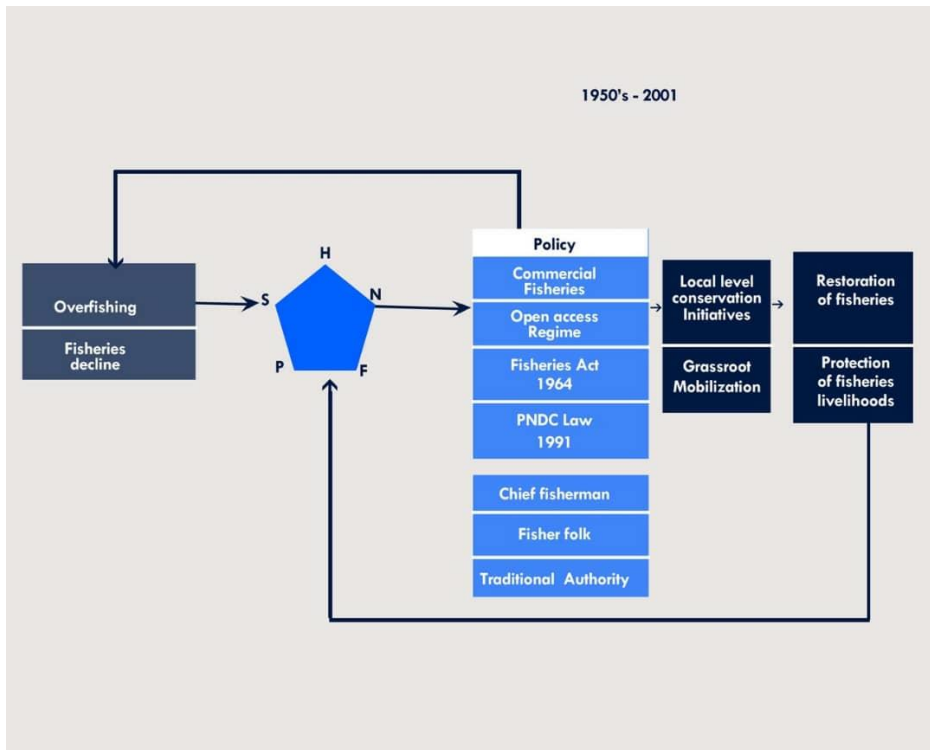 1950's - 2001
Overfishing
Fisheries
decline
H
S
N
P
F
Policy
Commercial
Fisheries
Open access
Regime
Fisheries Act
1964
PNDC Law
1991
Chief fisherman
Fisher folk
Traditional Authority
Local level
conservation
Initiatives
Grassroot
Mobilization
Restoration
of fisheries
Protection
of fisheries
livelihoods